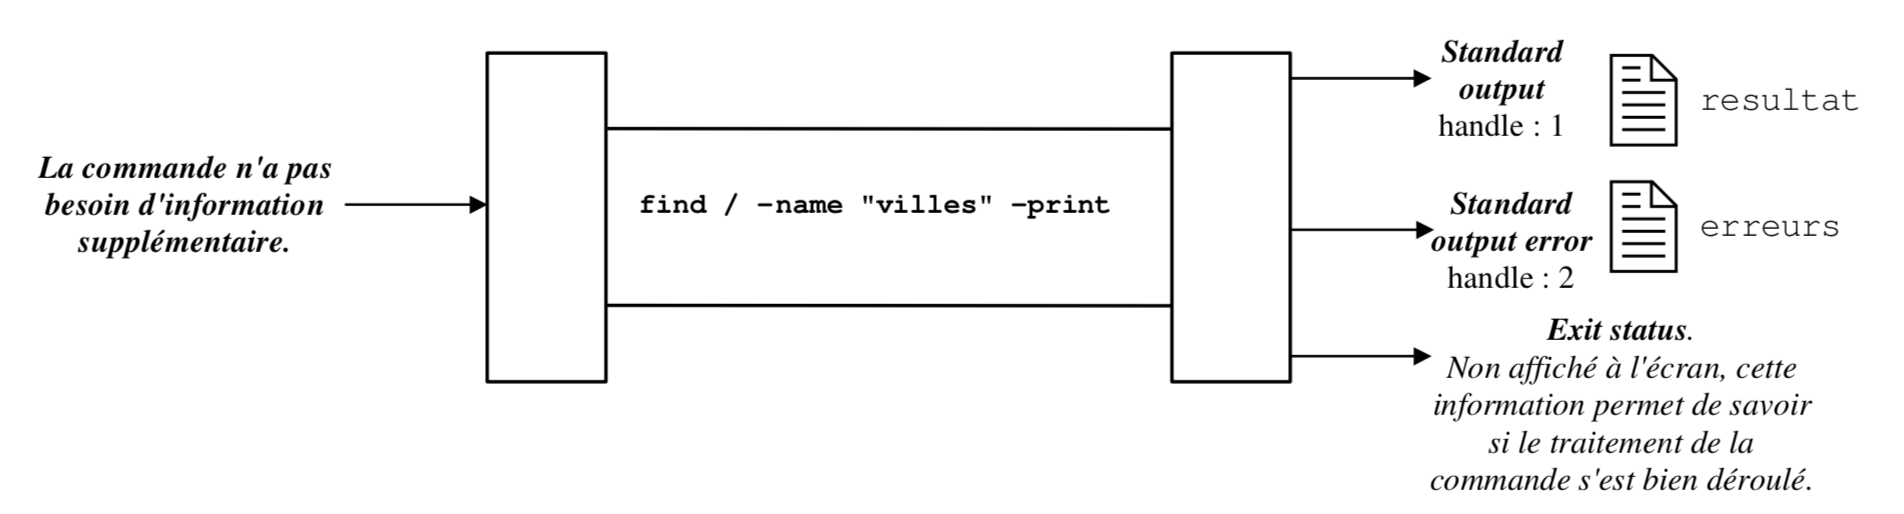 La commande n'a pas
besoin d'information
supplémentaire.
find / –name "villes" –print
Standard
output
handle : 1
resultat
Standard
output error
handle : 2
erreurs
Exit status.
Non affiché à l'écran, cette
information permet de savoir
si le traitement de la
commande s'est bien déroulé.